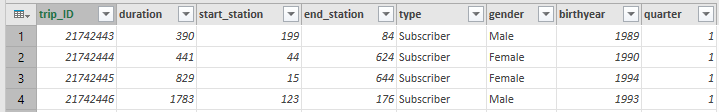 trip_ID duration start_station end_station type gender birthyear quarter
1 21742443 390 199 84 Subscriber Male 1989 1
2 21742444 441 44 624 Subscriber Female 1990 1
3 21742445 829 15 644 Subscriber Female 1994 1
4 21742446 1783 123 176 Subscriber Male 1993 1